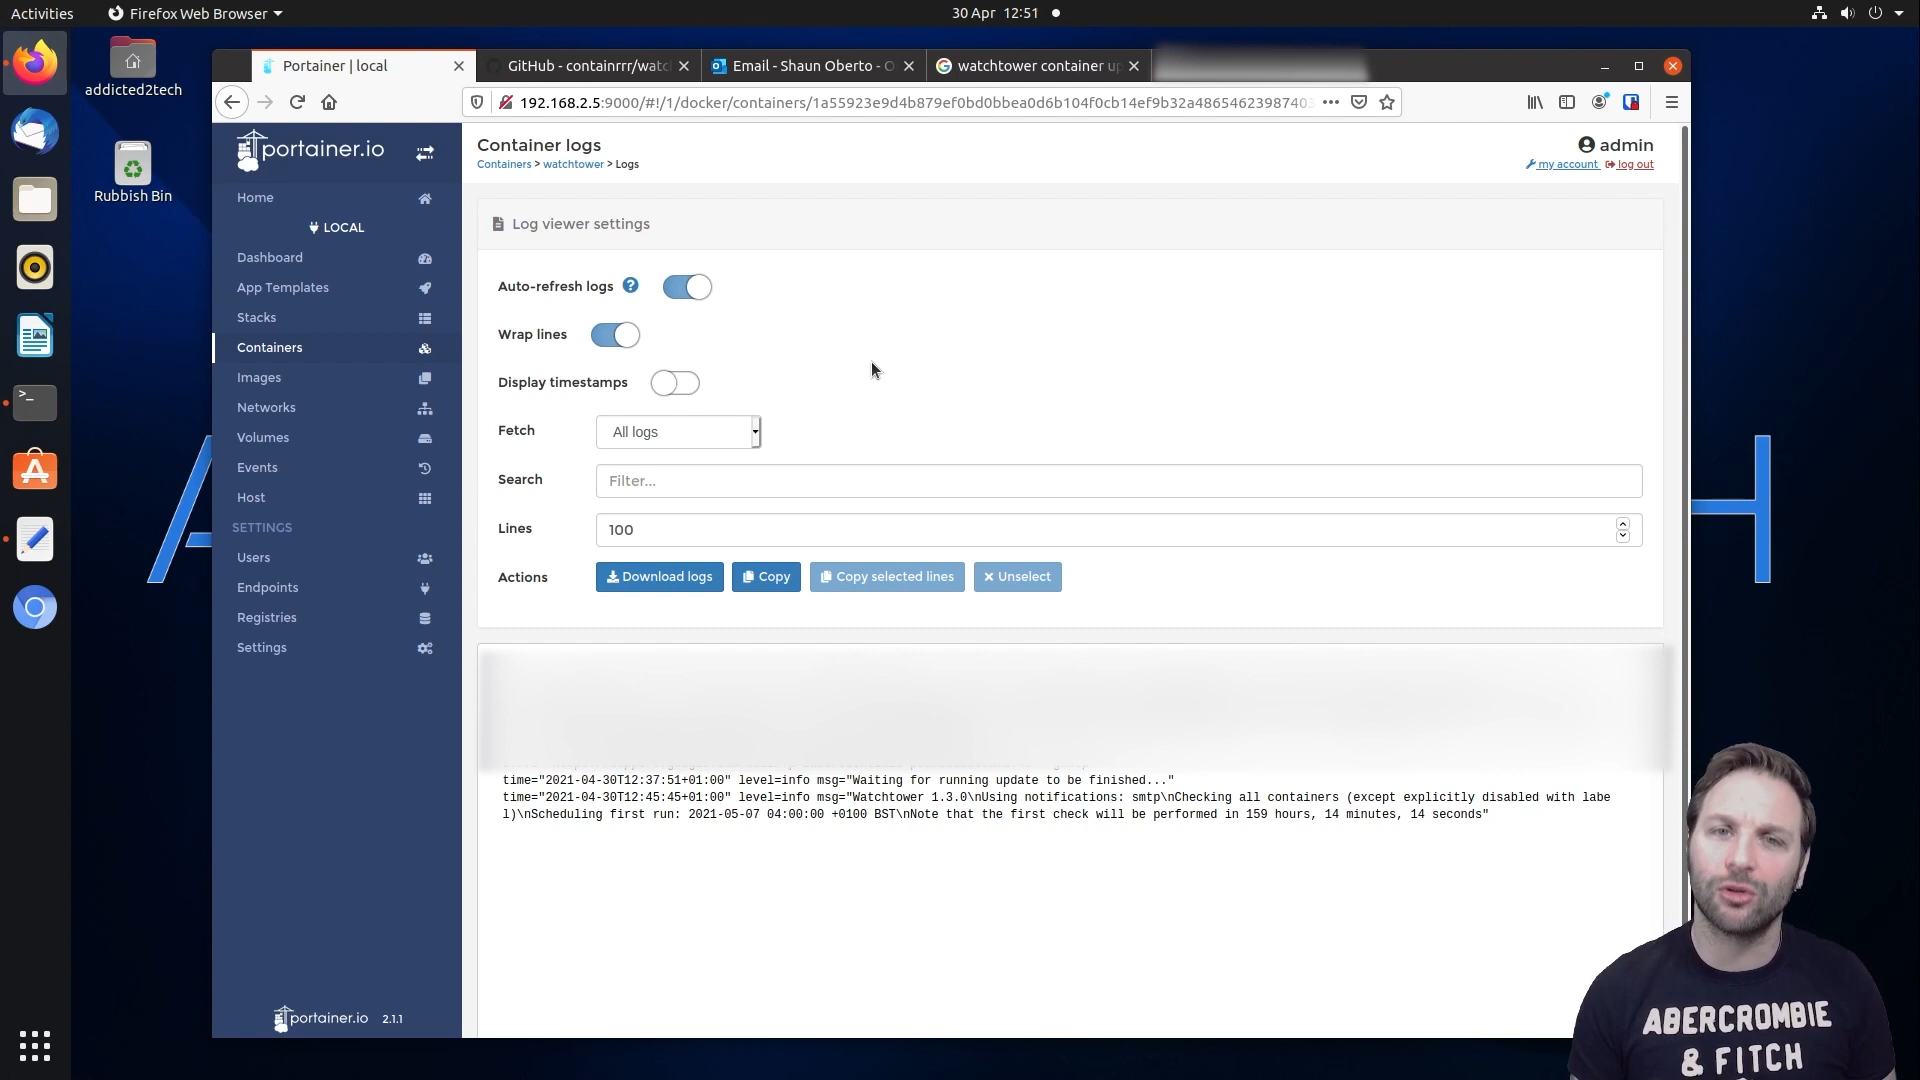 Activities
Firefox Web Browser
30 Apr 12:51
addicted2tech
Rubbish Bin
Portainer | local
GitHub - containrrr/watc
Email - Shaun Oberto - O
watchtower container up
192.168.2.5:9000/#!/1/docker/containers/1a55923e9d4b879ef0bd0bbea0d6b104f0cb14ef9b32a4865462398740
portainer.io
Home
LOCAL
Dashboard
App Templates
Stacks
Containers
Images
Networks
Volumes
Events
Host
SETTINGS
Users
Endpoints
Registries
Settings
portainer.io 2.1.1
Container logs
Containers > watchtower > Logs
admin
my account log out
Log viewer settings
Auto-refresh logs
Wrap lines
Display timestamps
Fetch All logs
Search Filter...
Lines 100
Actions Download logs Copy Copy selected lines Unselect
time="2021-04-30T12:37:51+01:00" level=info msg="Waiting for running update to be finished..."
time="2021-04-30T12:45:45+01:00" level=info msg="Watchtower 1.3.0\nUsing notifications: smtp\nChecking all containers (except explicitly disabled with labe
l)\nScheduling first run: 2021-05-07 04:00:00 +0100 BST\nNote that the first check will be performed in 159 hours, 14 minutes, 14 seconds"
ABERCROMBIE
& FITCH